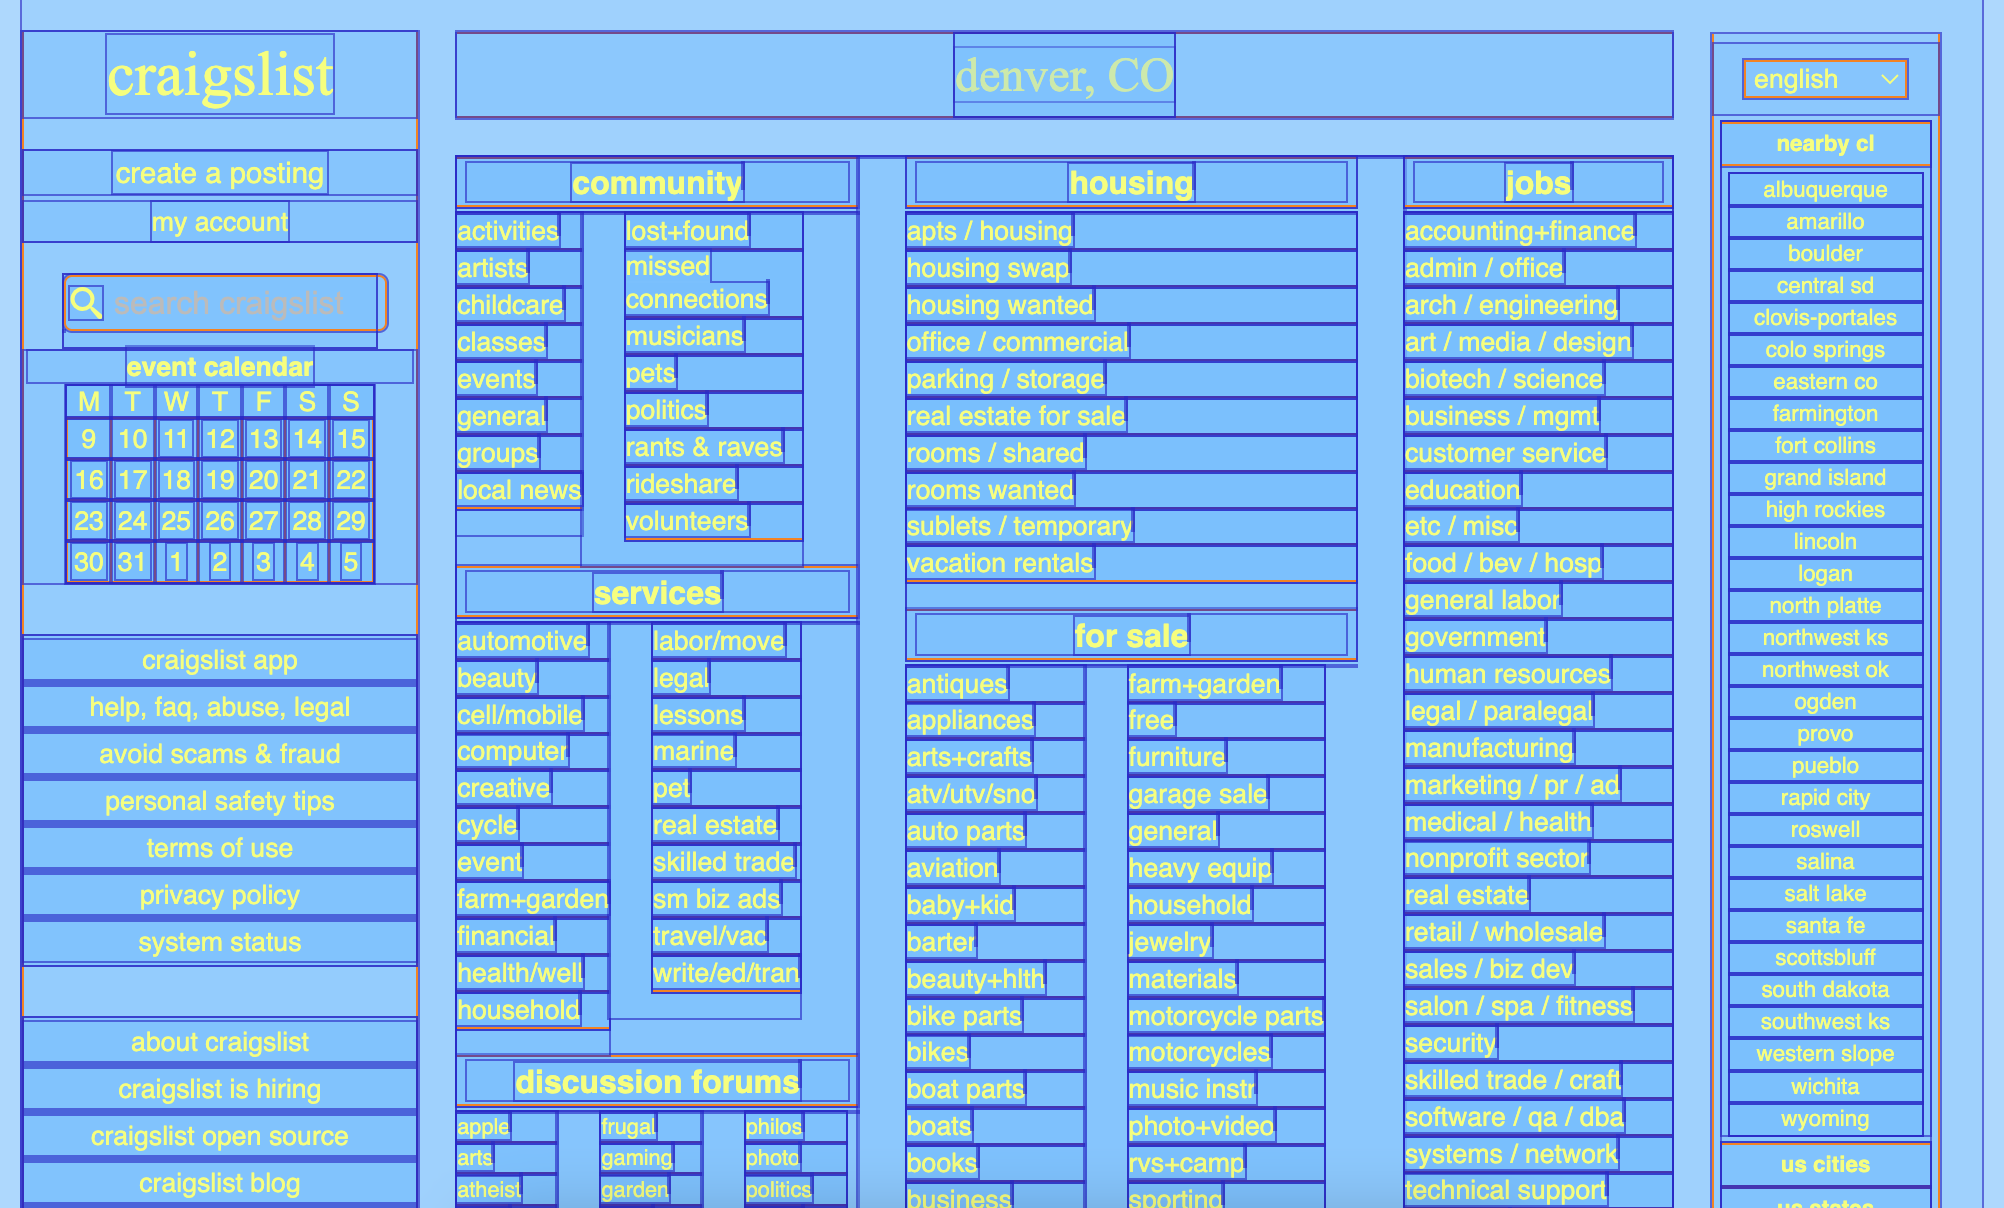 craigslist
create a posting
my account
search craigslist
event calendar
M T W T F S S
9 10 11 12 13 14 15
16 17 18 19 20 21 22
23 24 25 26 27 28 29
30 31 1 2 3 4 5
craigslist app
help, faq, abuse, legal
avoid scams & fraud
personal safety tips
terms of use
privacy policy
system status
about craigslist
craigslist is hiring
craigslist open source
craigslist blog
denver, CO
community
activities
artists
childcare
classes
events
general
groups
local news
lost+found
missed
connections
musicians
pets
politics
rants & raves
rideshare
volunteers
services
automotive
beauty
cell/mobile
computer
creative
cycle
event
farm+garden
financial
health/well
household
labor/move
legal
lessons
marine
pet
real estate
skilled trade
sm biz ads
travel/vac
write/ed/tran
discussion forums
apple
arts
atheist
frugal
gaming
garden
philos
photo
politics
housing
apts / housing
housing swap
housing wanted
office / commercial
parking / storage
real estate for sale
rooms / shared
rooms wanted
sublets / temporary
vacation rentals
for sale
antiques
appliances
arts+crafts
atv/utv/sno
auto parts
aviation
baby+kid
barter
beauty+hlth
bike parts
bikes
boat parts
boats
books
business
farm+garden
free
furniture
garage sale
general
heavy equip
household
jewelry
materials
motorcycle parts
motorcycles
music instr
photo+video
rvs+camp
sporting
jobs
accounting+finance
admin / office
arch / engineering
art / media / design
biotech / science
business / mgmt
customer service
education
etc / misc
food / bev / hosp
general labor
government
human resources
legal / paralegal
manufacturing
marketing / pr / ad
medical / health
nonprofit sector
real estate
retail / wholesale
sales / biz dev
salon / spa / fitness
security
skilled trade / craft
software / qa / dba
systems / network
technical support
english
nearby cl
albuquerque
amarillo
boulder
central sd
clovis-portales
colo springs
eastern co
farmington
fort collins
grand island
high rockies
lincoln
logan
north platte
northwest ks
northwest ok
ogden
provo
pueblo
rapid city
roswell
salina
salt lake
santa fe
scottsbluff
south dakota
southwest ks
western slope
wichita
wyoming
us cities
us states